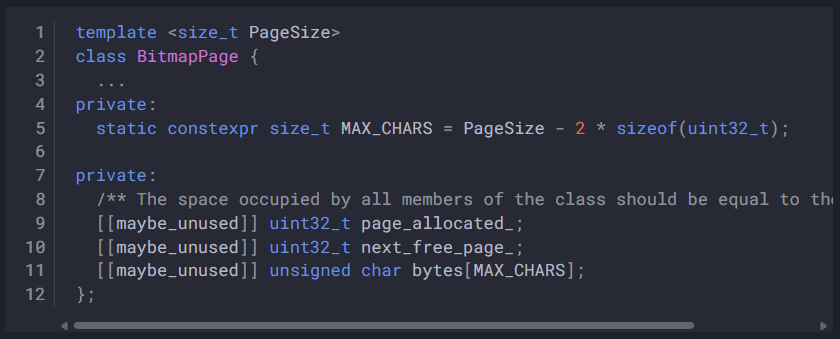 1 template <size_t PageSize>
2 class BitmapPage {
3   ...
4 private:
5   static constexpr size_t MAX_CHARS = PageSize - 2 * sizeof(uint32_t);
6
7 private:
8   /** The space occupied by all members of the class should be equal to the
9   [[maybe_unused]] uint32_t page_allocated_;
10   [[maybe_unused]] uint32_t next_free_page_;
11   [[maybe_unused]] unsigned char bytes[MAX_CHARS];
12 };